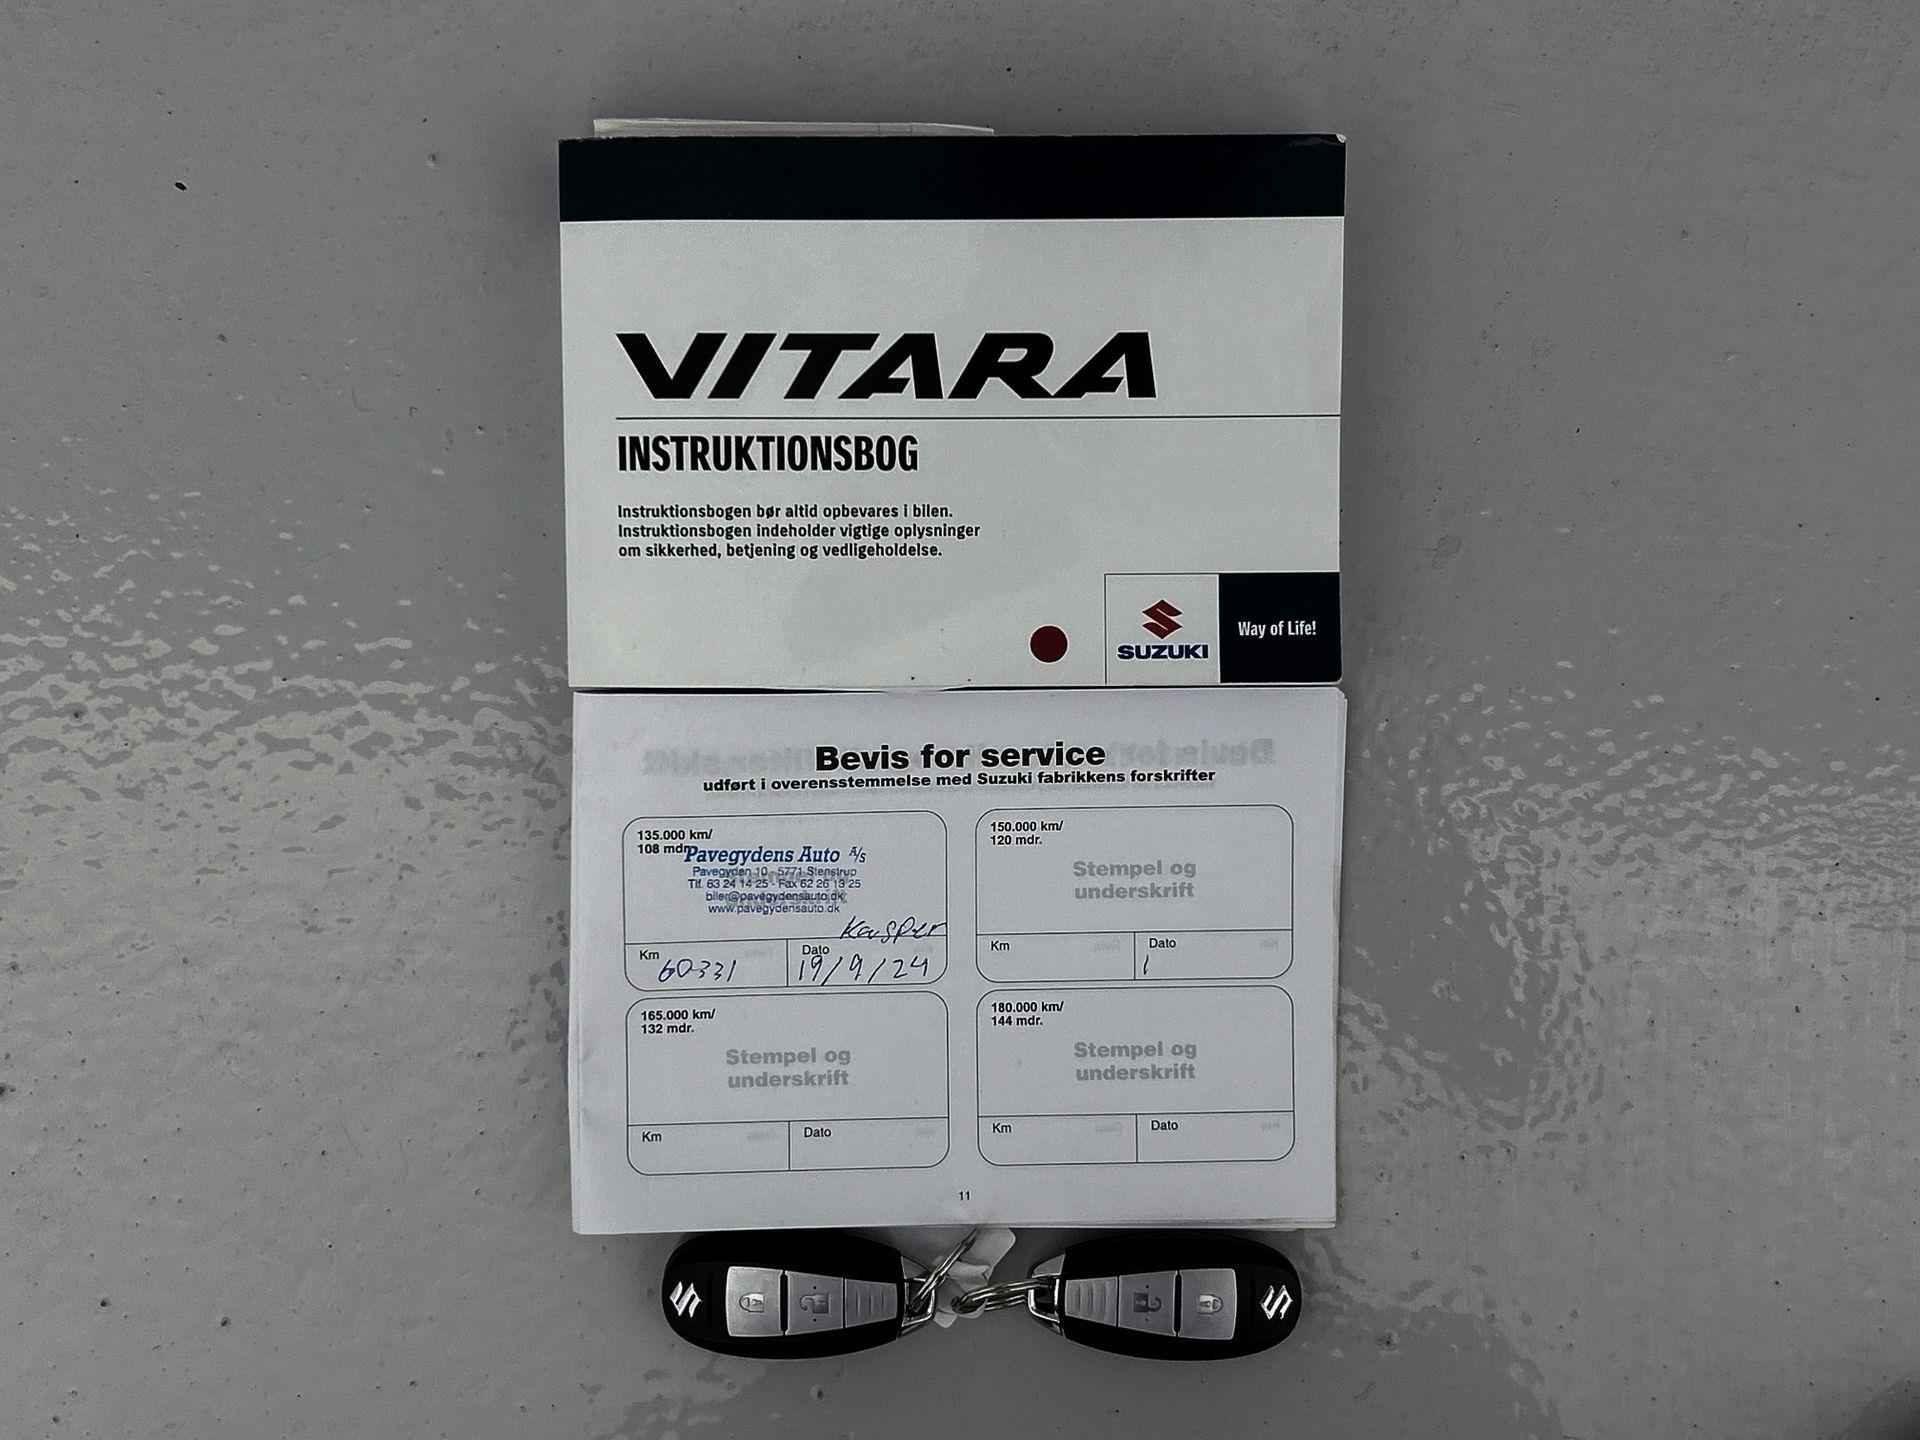 VITARA
INSTRUKTIONSBOG
Instruktionsbogen bør altid opbevares i bilen.
Instruktionsbogen indeholder vigtige oplysninger
om sikkerhed, betjening og vedligeholdelse.
SUZUKI
Way of Life!
Bevis for service
udført i overensstemmelse med Suzuki fabrikkens forskrifter
135.000 km/
108 mdr.
Pavegydens Auto A/S
Pavegyden 10 - 5771 Stenstrup
Tlf. 63 24 14 25 - Fax 62 26 13 25
biler@pavegydensauto.dk
www.pavegydensauto.dk
Kasper
Km
60331
Dato
19/9/24
150.000 km/
120 mdr.
Stempel og
underskrift
Km
Dato
165.000 km/
132 mdr.
Stempel og
underskrift
Km
Dato
180.000 km/
144 mdr.
Stempel og
underskrift
Km
Dato
11